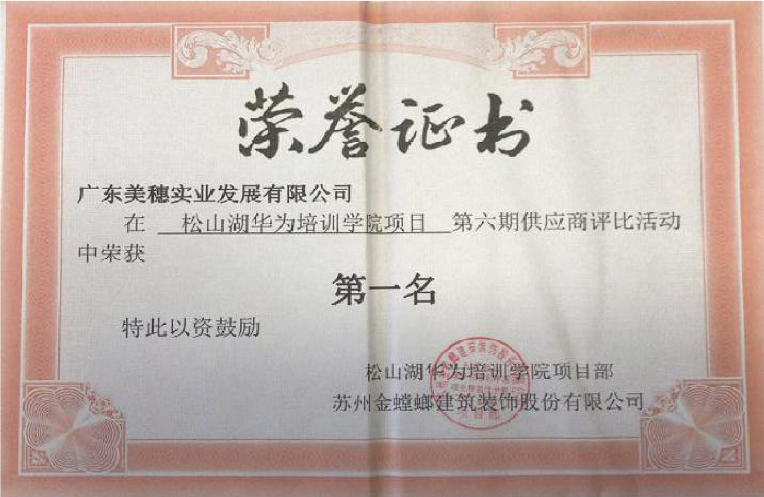 荣誉证书
广东美穗实业发展有限公司
在 松山湖华为培训学院项目 第六期供应商评比活动
中荣获
第一名
特此以资鼓励
松山湖华为培训学院项目部
苏州金螳螂建筑装饰股份有限公司